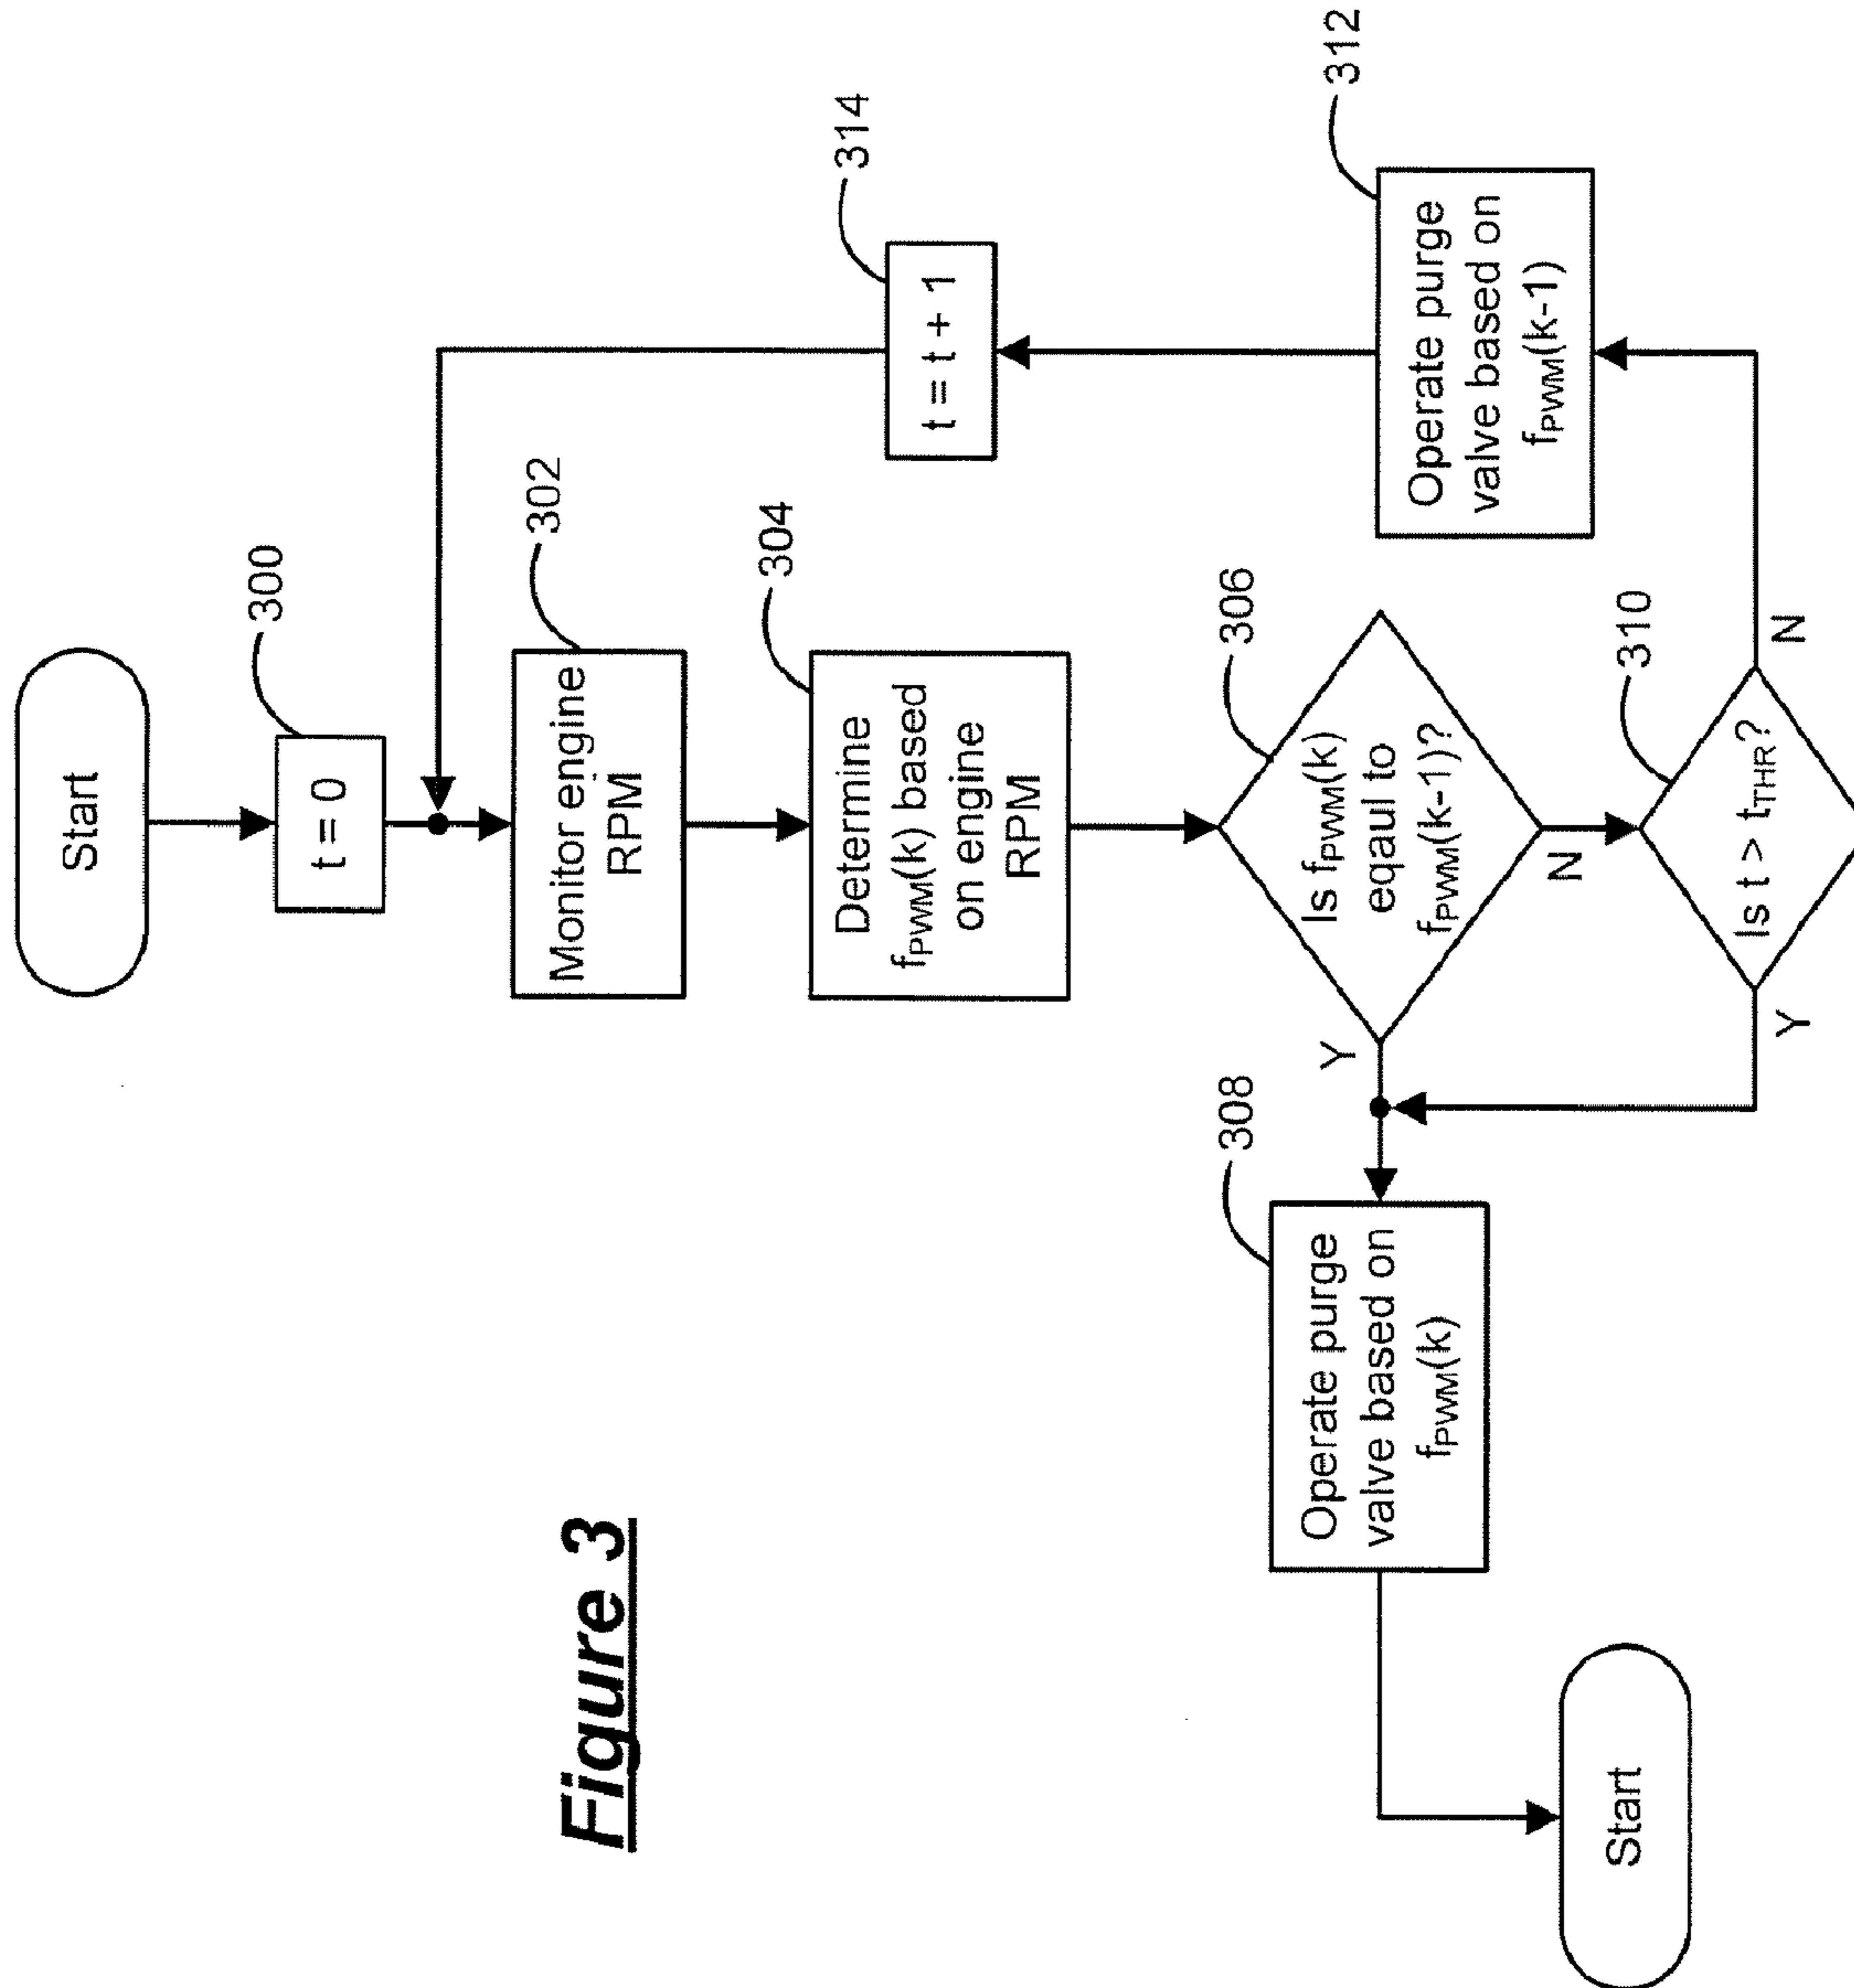 Start
300
t = 0
302
Monitor engine
RPM
304
Determine
fPWM(k) based
on engine
RPM
306
Is fPWM(k)
eqaul to
fPWM(k-1)?
Y
N
308
Operate purge
valve based on
fPWM(k)
310
Is t > tTHR?
Y
N
312
Operate purge
valve based on
fPWM(k-1)
314
t = t + 1
Start
Figure 3